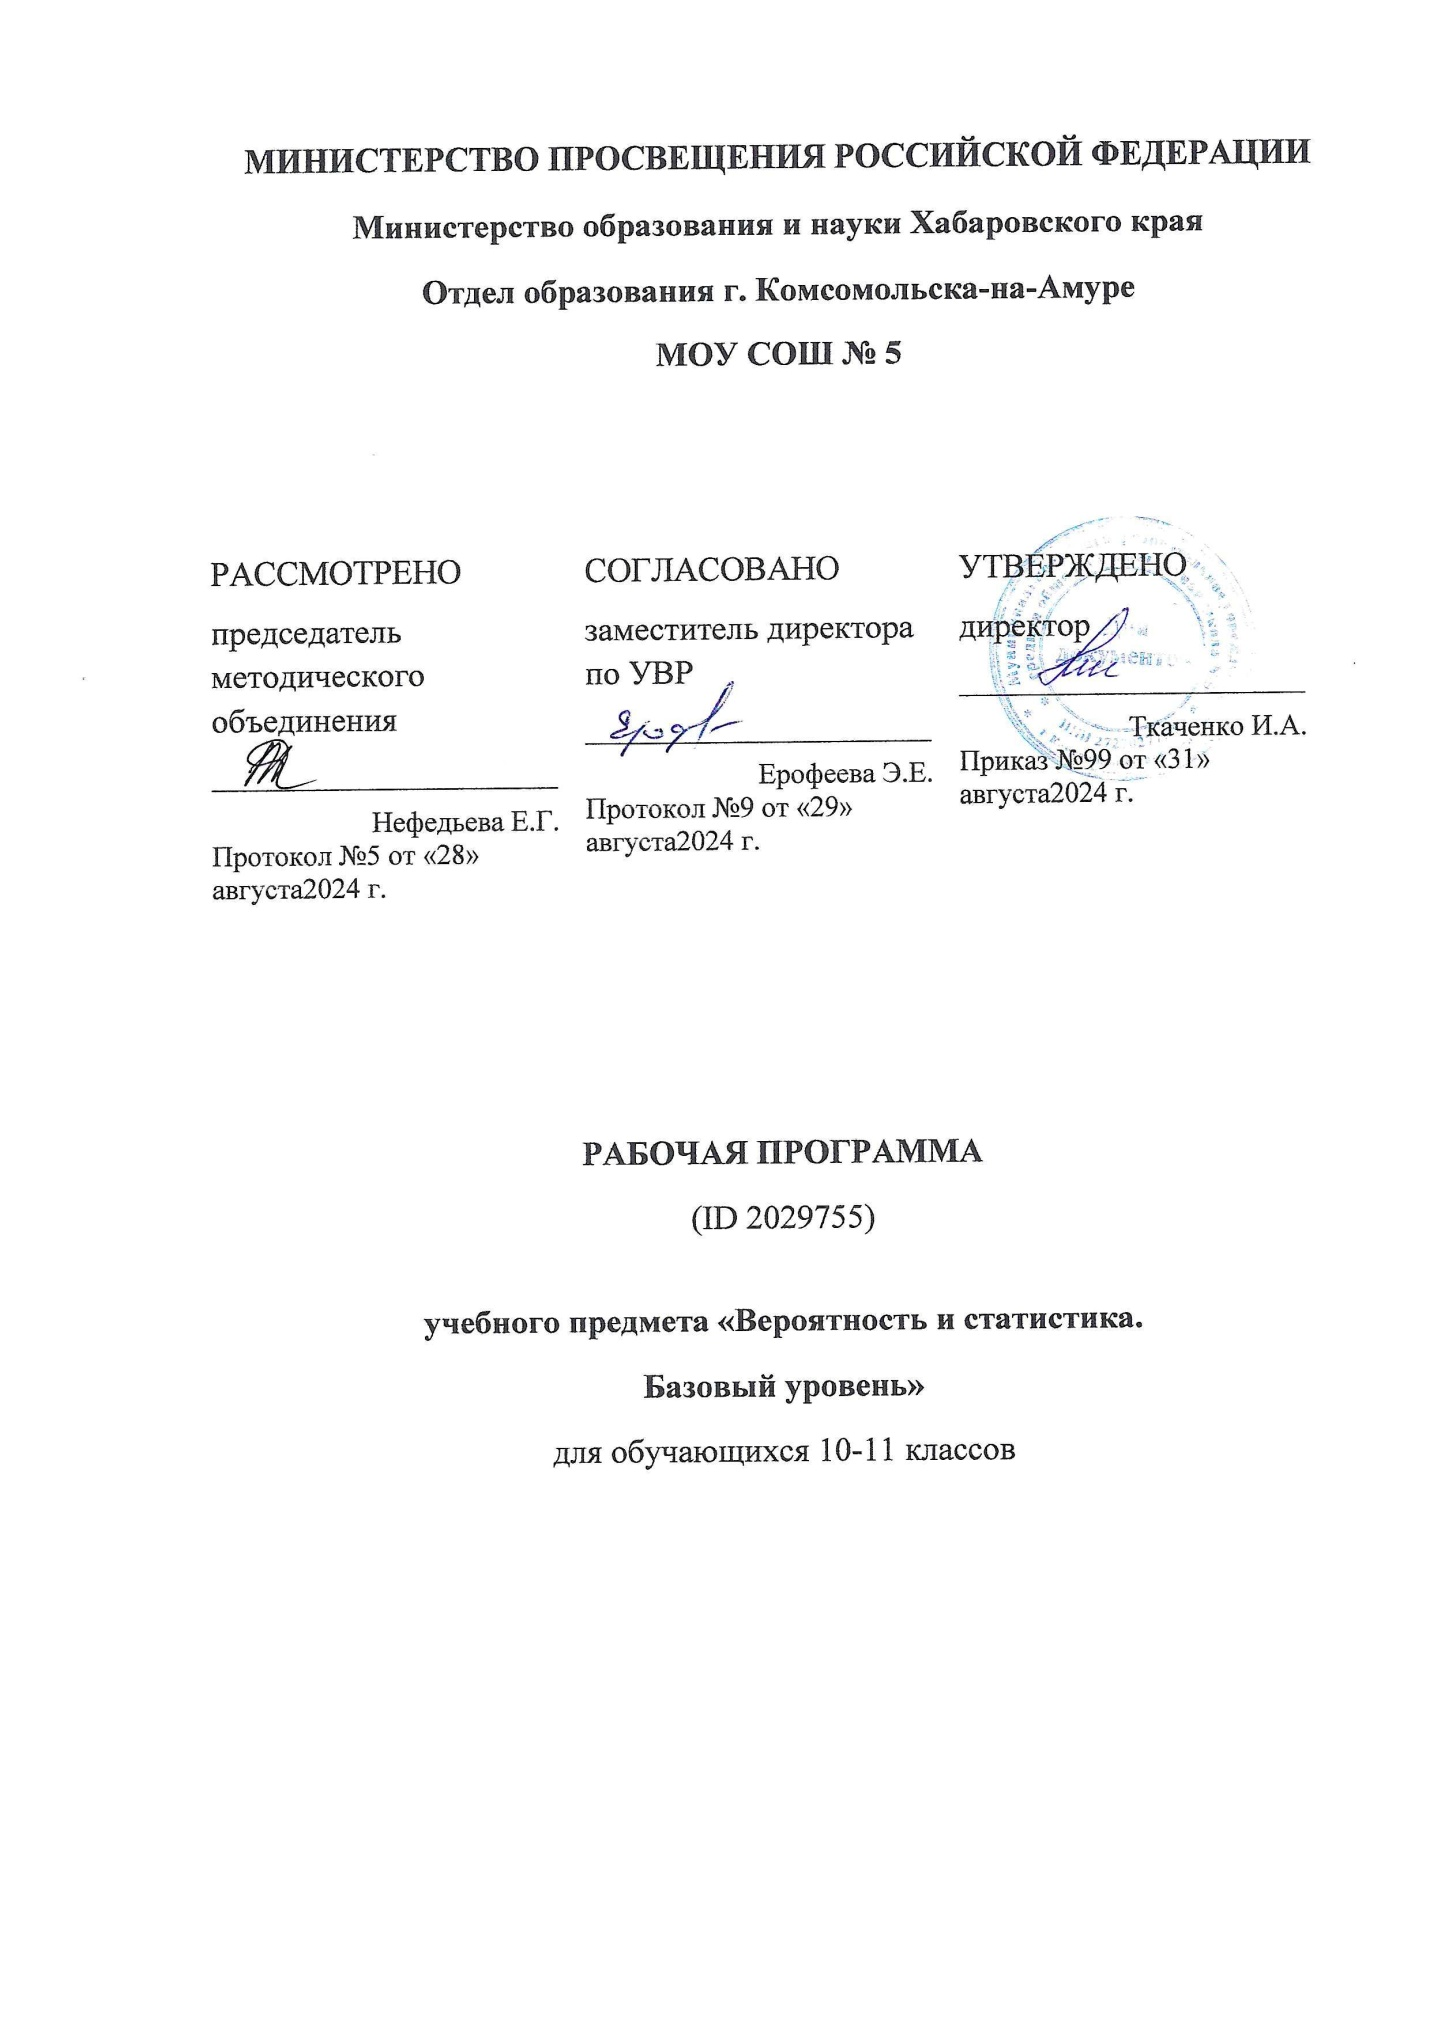 МИНИСТЕРСТВО ПРОСВЕЩЕНИЯ РОССИЙСКОЙ ФЕДЕРАЦИИ
Министерство образования и науки Хабаровского края
Отдел образования г. Комсомольска-на-Амуре
МОУ СОШ № 5
РАССМОТРЕНО
председатель
методического
объединения
Нефедьева Е.Г.
Протокол №5 от «28»
августа2024 г.
СОГЛАСОВАНО
заместитель директора
по УВР
Ерофеева Э.Е.
Протокол №9 от «29»
августа2024 г.
УТВЕРЖДЕНО
директор
Ткаченко И.А.
Приказ №99 от «31»
августа2024 г.
РАБОЧАЯ ПРОГРАММА
(ID 2029755)
учебного предмета «Вероятность и статистика.
Базовый уровень»
для обучающихся 10-11 классов